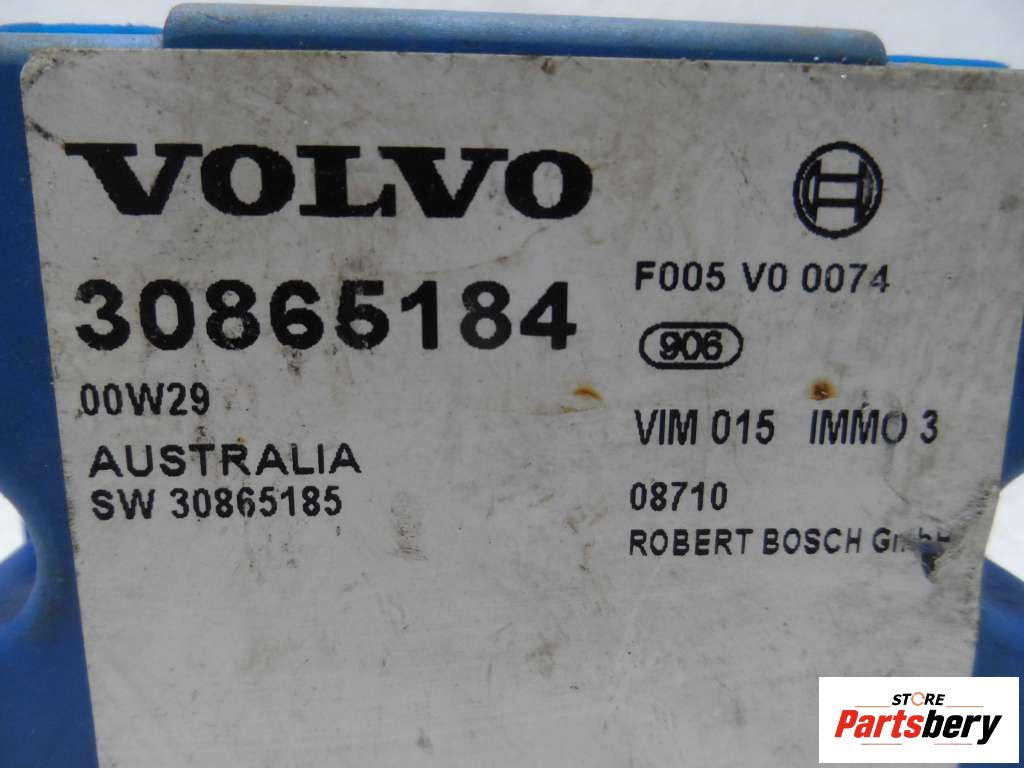 VOLVO
30865184
00W29
AUSTRALIA
SW 30865185
F005 V0 0074
906
VIM 015 IMMO 3
08710
ROBERT BOSCH GmbH
STORE
Partsbery